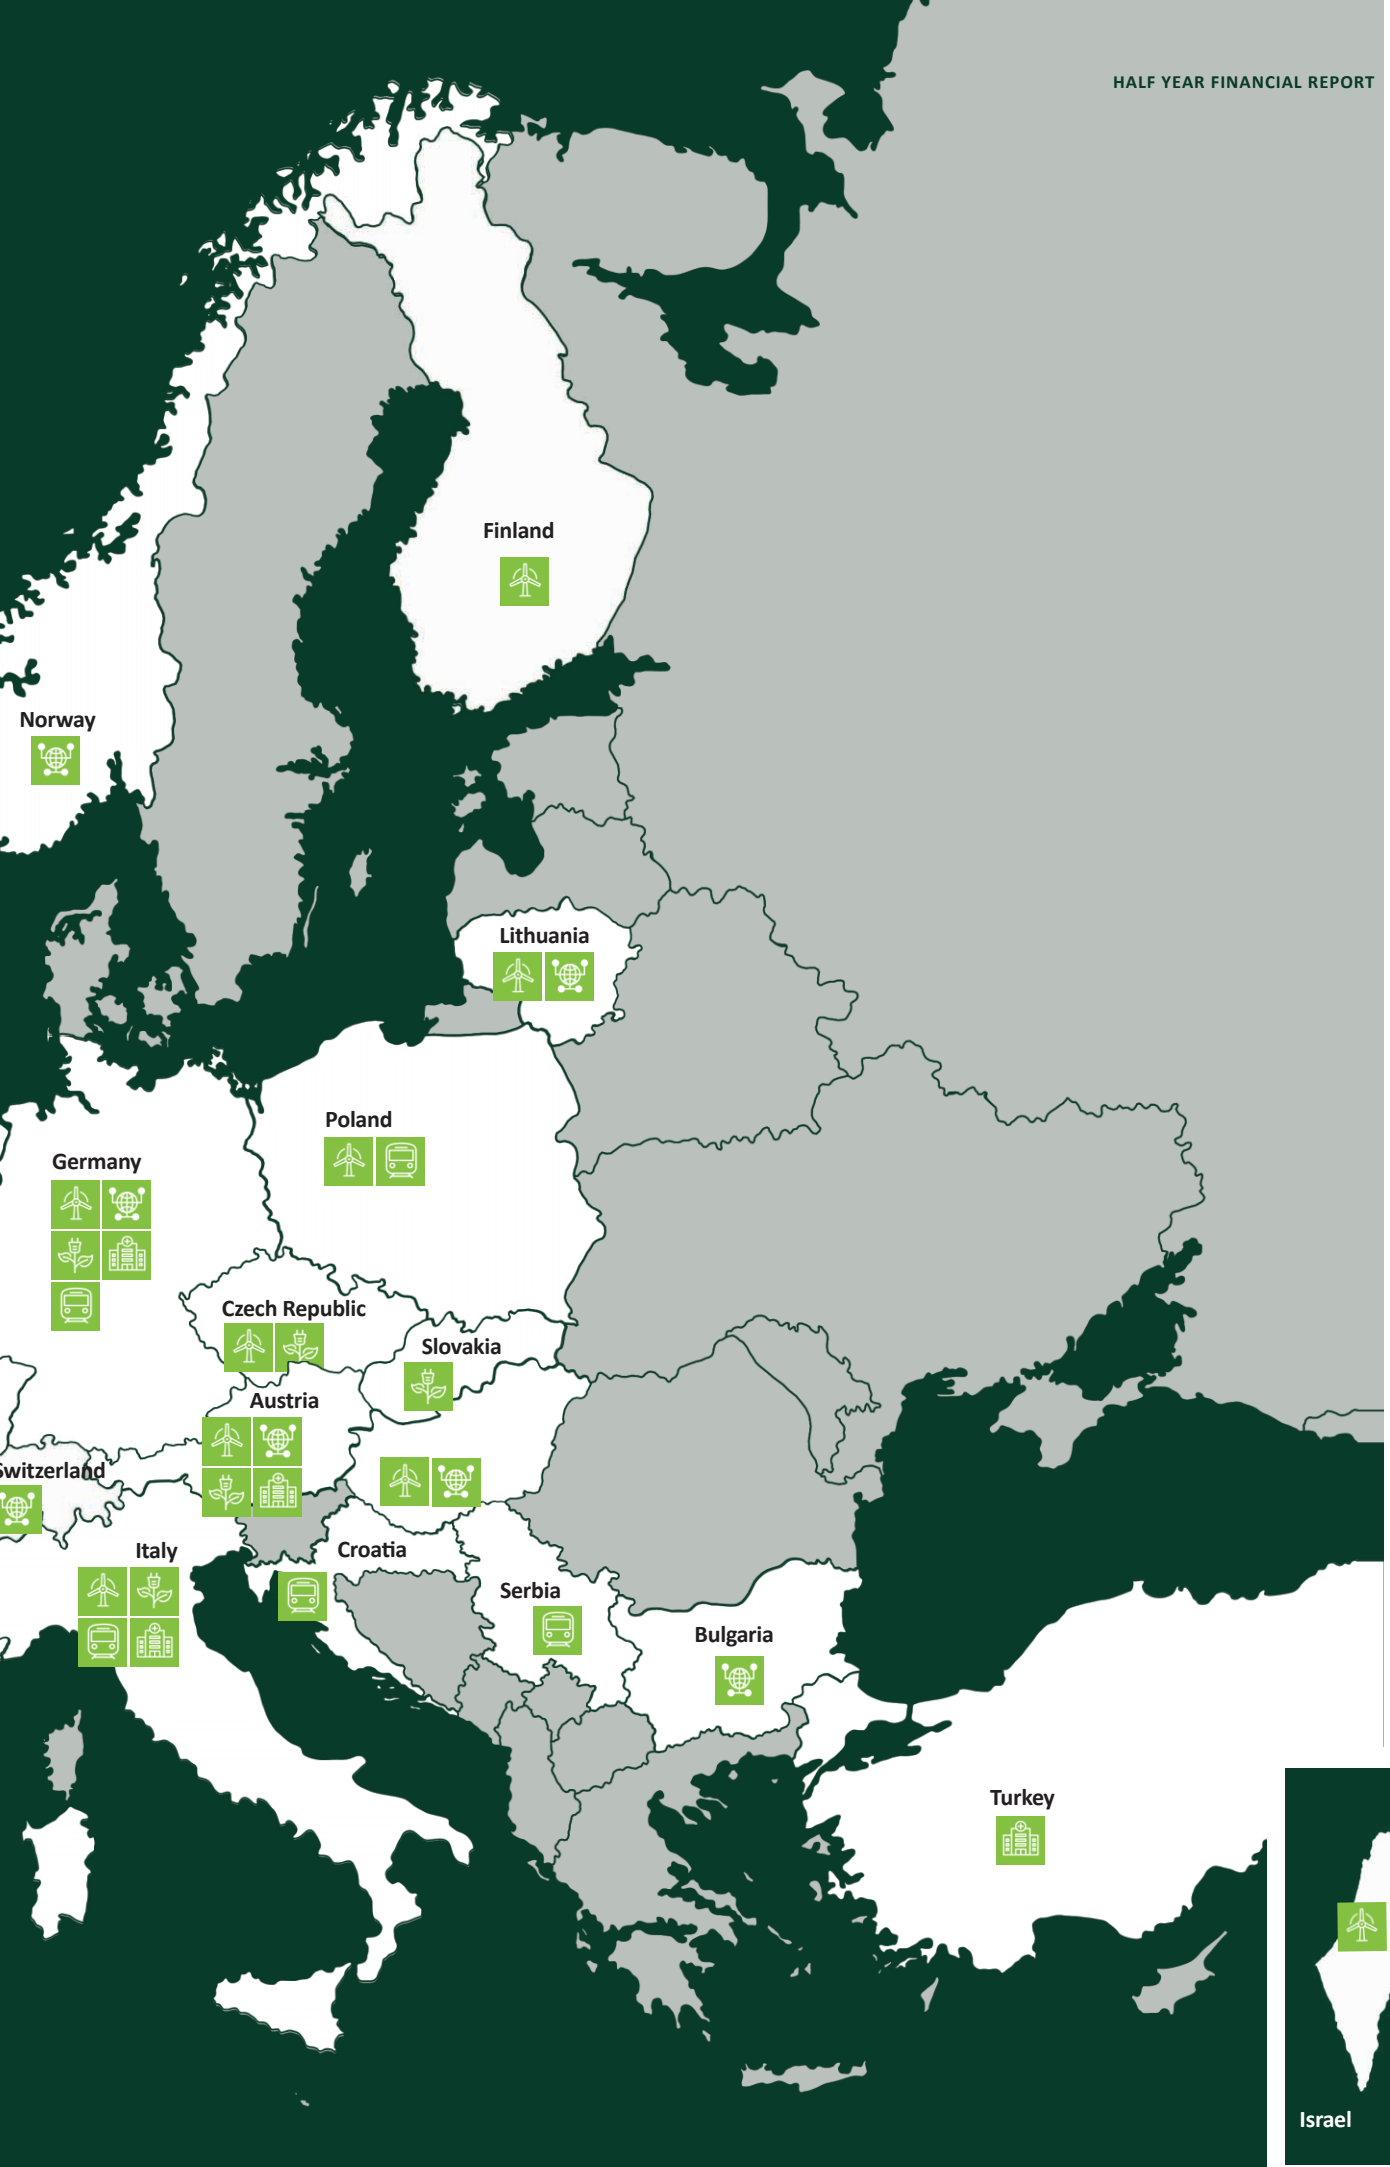 HALF YEAR FINANCIAL REPORT
Finland
Norway
Lithuania
Poland
Germany
Czech Republic
Slovakia
Austria
Switzerland
Croatia
Italy
Serbia
Bulgaria
Turkey
Israel